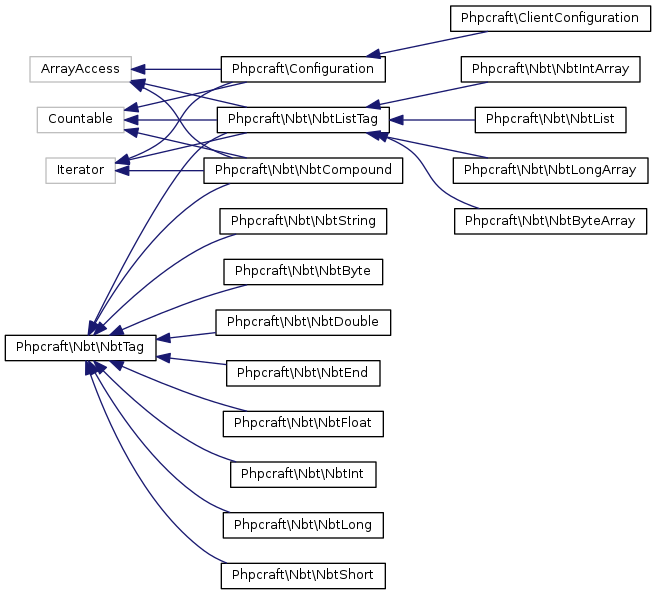 Phpcraft\ClientConfiguration
ArrayAccess
Phpcraft\Configuration
Phpcraft\Nbt\NbtIntArray
Countable
Phpcraft\Nbt\NbtListTag
Phpcraft\Nbt\NbtList
Iterator
Phpcraft\Nbt\NbtCompound
Phpcraft\Nbt\NbtLongArray
Phpcraft\Nbt\NbtString
Phpcraft\Nbt\NbtByteArray
Phpcraft\Nbt\NbtByte
Phpcraft\Nbt\NbtDouble
Phpcraft\Nbt\NbtTag
Phpcraft\Nbt\NbtEnd
Phpcraft\Nbt\NbtFloat
Phpcraft\Nbt\NbtInt
Phpcraft\Nbt\NbtLong
Phpcraft\Nbt\NbtShort